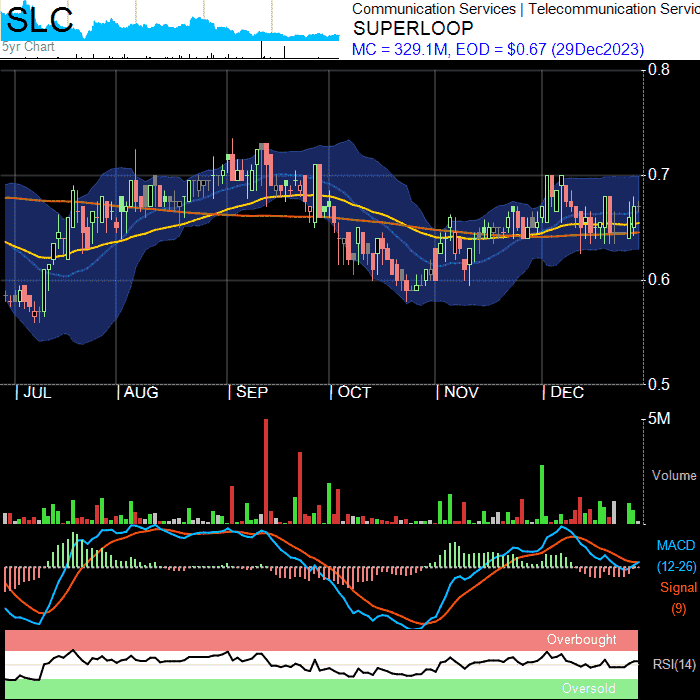 SLC
5yr Chart
Communication Services | Telecommunication Servic
SUPERLOOP
MC = 329.1M, EOD = $0.67 (29Dec2023)
0.8
0.7
0.6
0.5
| JUL | AUG | SEP | OCT | NOV | DEC
5M
Volume
MACD
(12-26)
Signal
(9)
Overbought
RSI(14)
Oversold